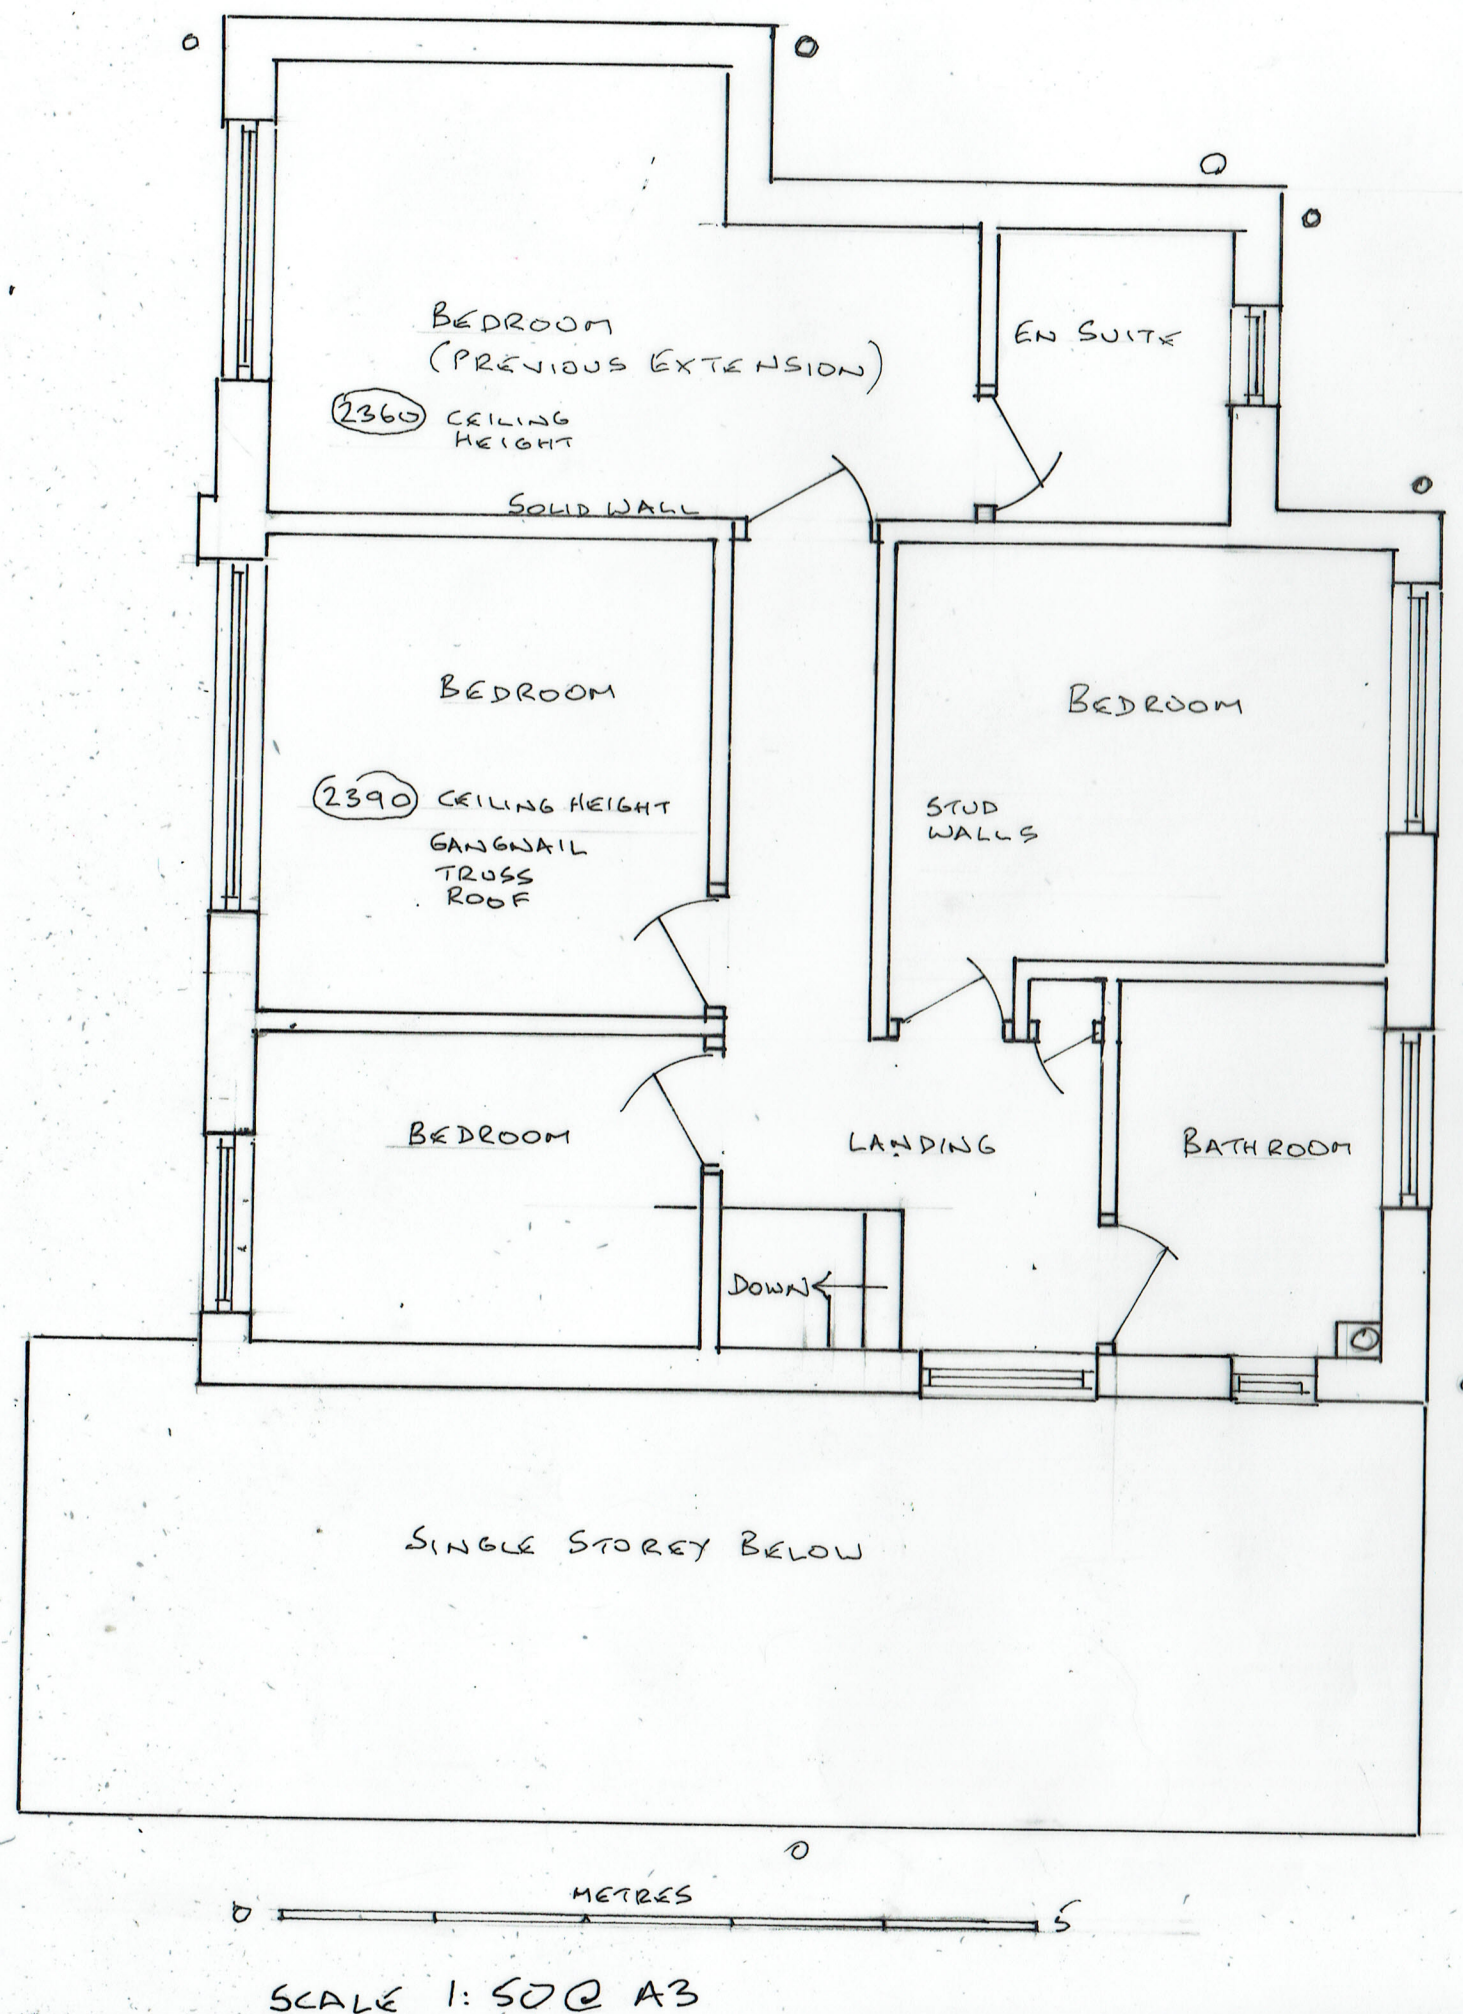 BEDROOM
(PREVIOUS EXTENSION)
2360 CEILING
HEIGHT
EN SUITE
SOLID WALL
BEDROOM
2390 CEILING HEIGHT
GANGNAIL
TRUSS
ROOF
BEDROOM
STUD
WALLS
BEDROOM
LANDING
BATHROOM
DOWN
SINGLE STOREY BELOW
METRES
0 5
SCALE 1:50 @ A3